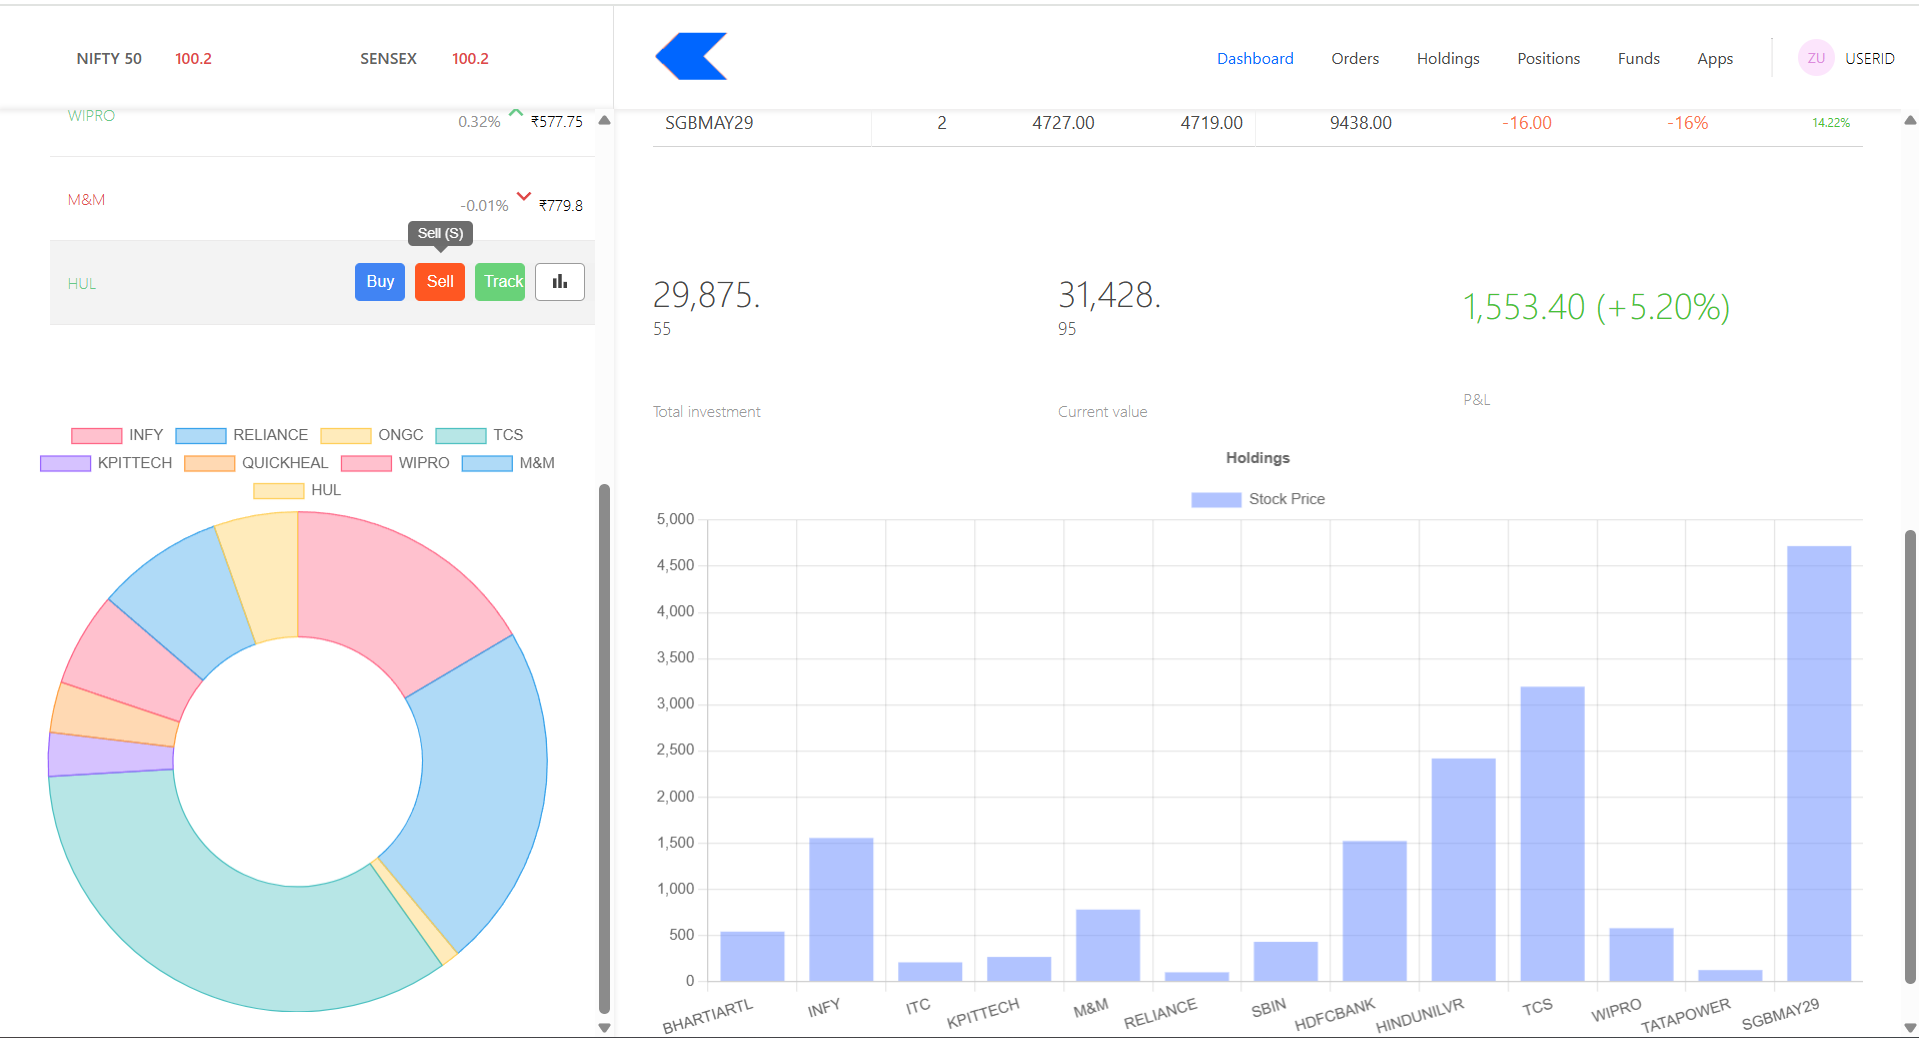 NIFTY 50 100.2 SENSEX 100.2
Dashboard Orders Holdings Positions Funds Apps ZU USERID
WIPRO 0.32% ₹577.75
M&M -0.01% ₹779.8
Sell (S)
HUL Buy Sell Track
INFY RELIANCE ONGC TCS
KPITTECH QUICKHEAL WIPRO M&M
HUL
SGBMAY29 2 4727.00 4719.00 9438.00 -16.00 -16% 14.22%
29,875.
55
Total investment
31,428.
95
Current value
1,553.40 (+5.20%)
P&L
Holdings
Stock Price
5,000
4,500
4,000
3,500
3,000
2,500
2,000
1,500
1,000
500
0
BHARTIARTL INFY ITC KPITTECH M&M RELIANCE SBIN HDFCBANK HINDUNILVR TCS WIPRO TATAPOWER SGBMAY29